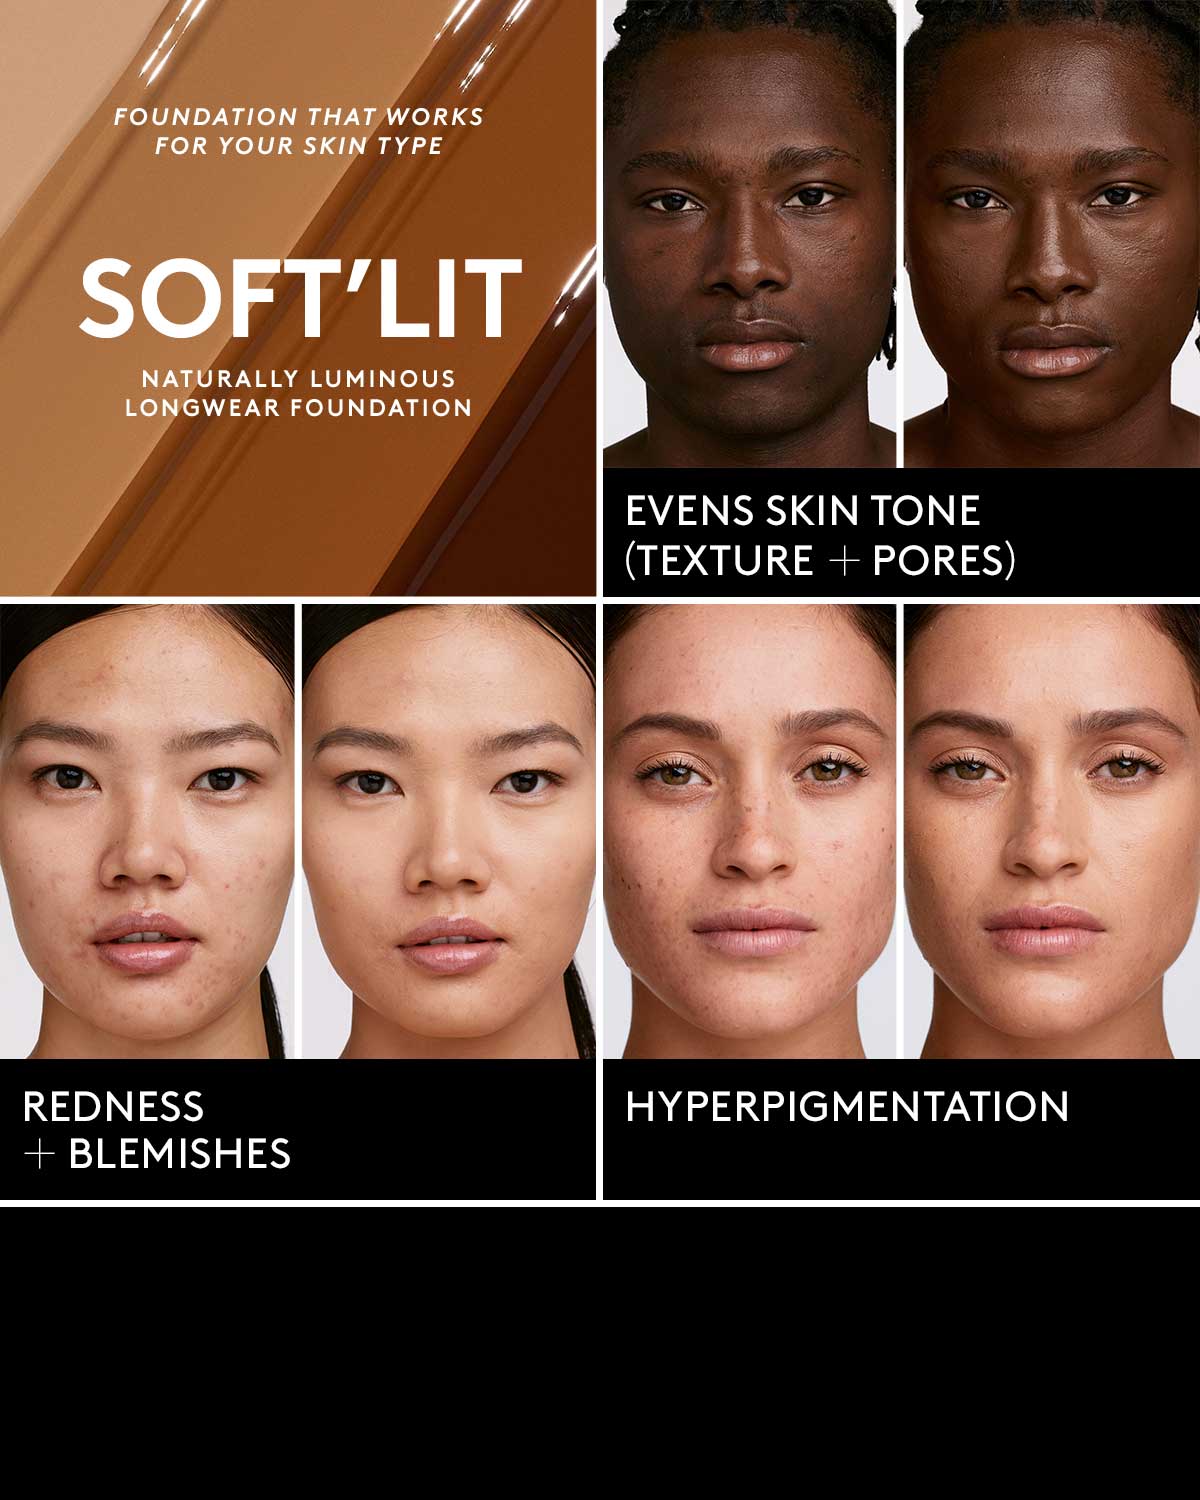 FOUNDATION THAT WORKS
FOR YOUR SKIN TYPE
SOFT'LIT
NATURALLY LUMINOUS
LONGWEAR FOUNDATION
EVENS SKIN TONE
(TEXTURE + PORES)
REDNESS
+ BLEMISHES
HYPERPIGMENTATION